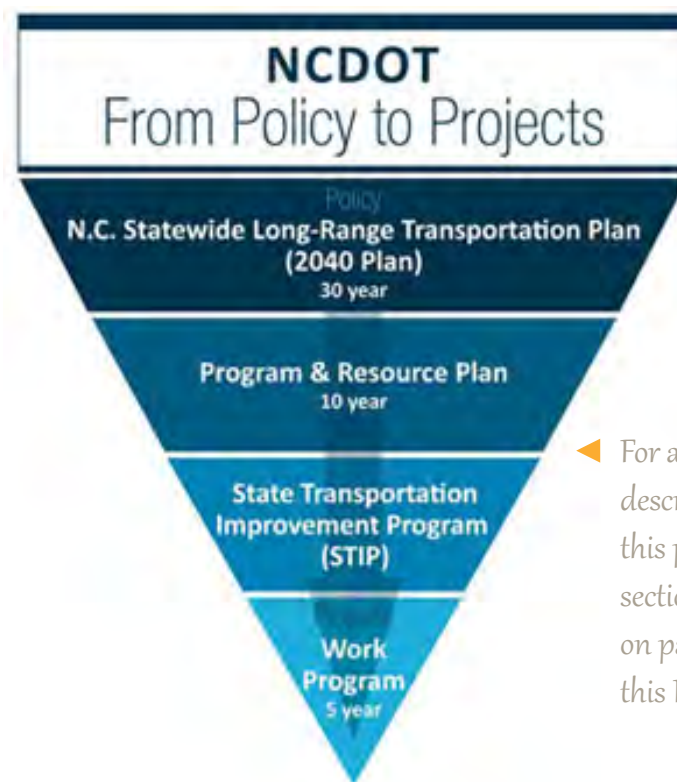 NCDOT
From Policy to Projects
Policy
N.C. Statewide Long-Range Transportation Plan
(2040 Plan)
30 year
Program & Resource Plan
10 year
State Transportation
Improvement Program
(STIP)
Work
Program
5 year
For a
descr
this p
sectio
on pa
this